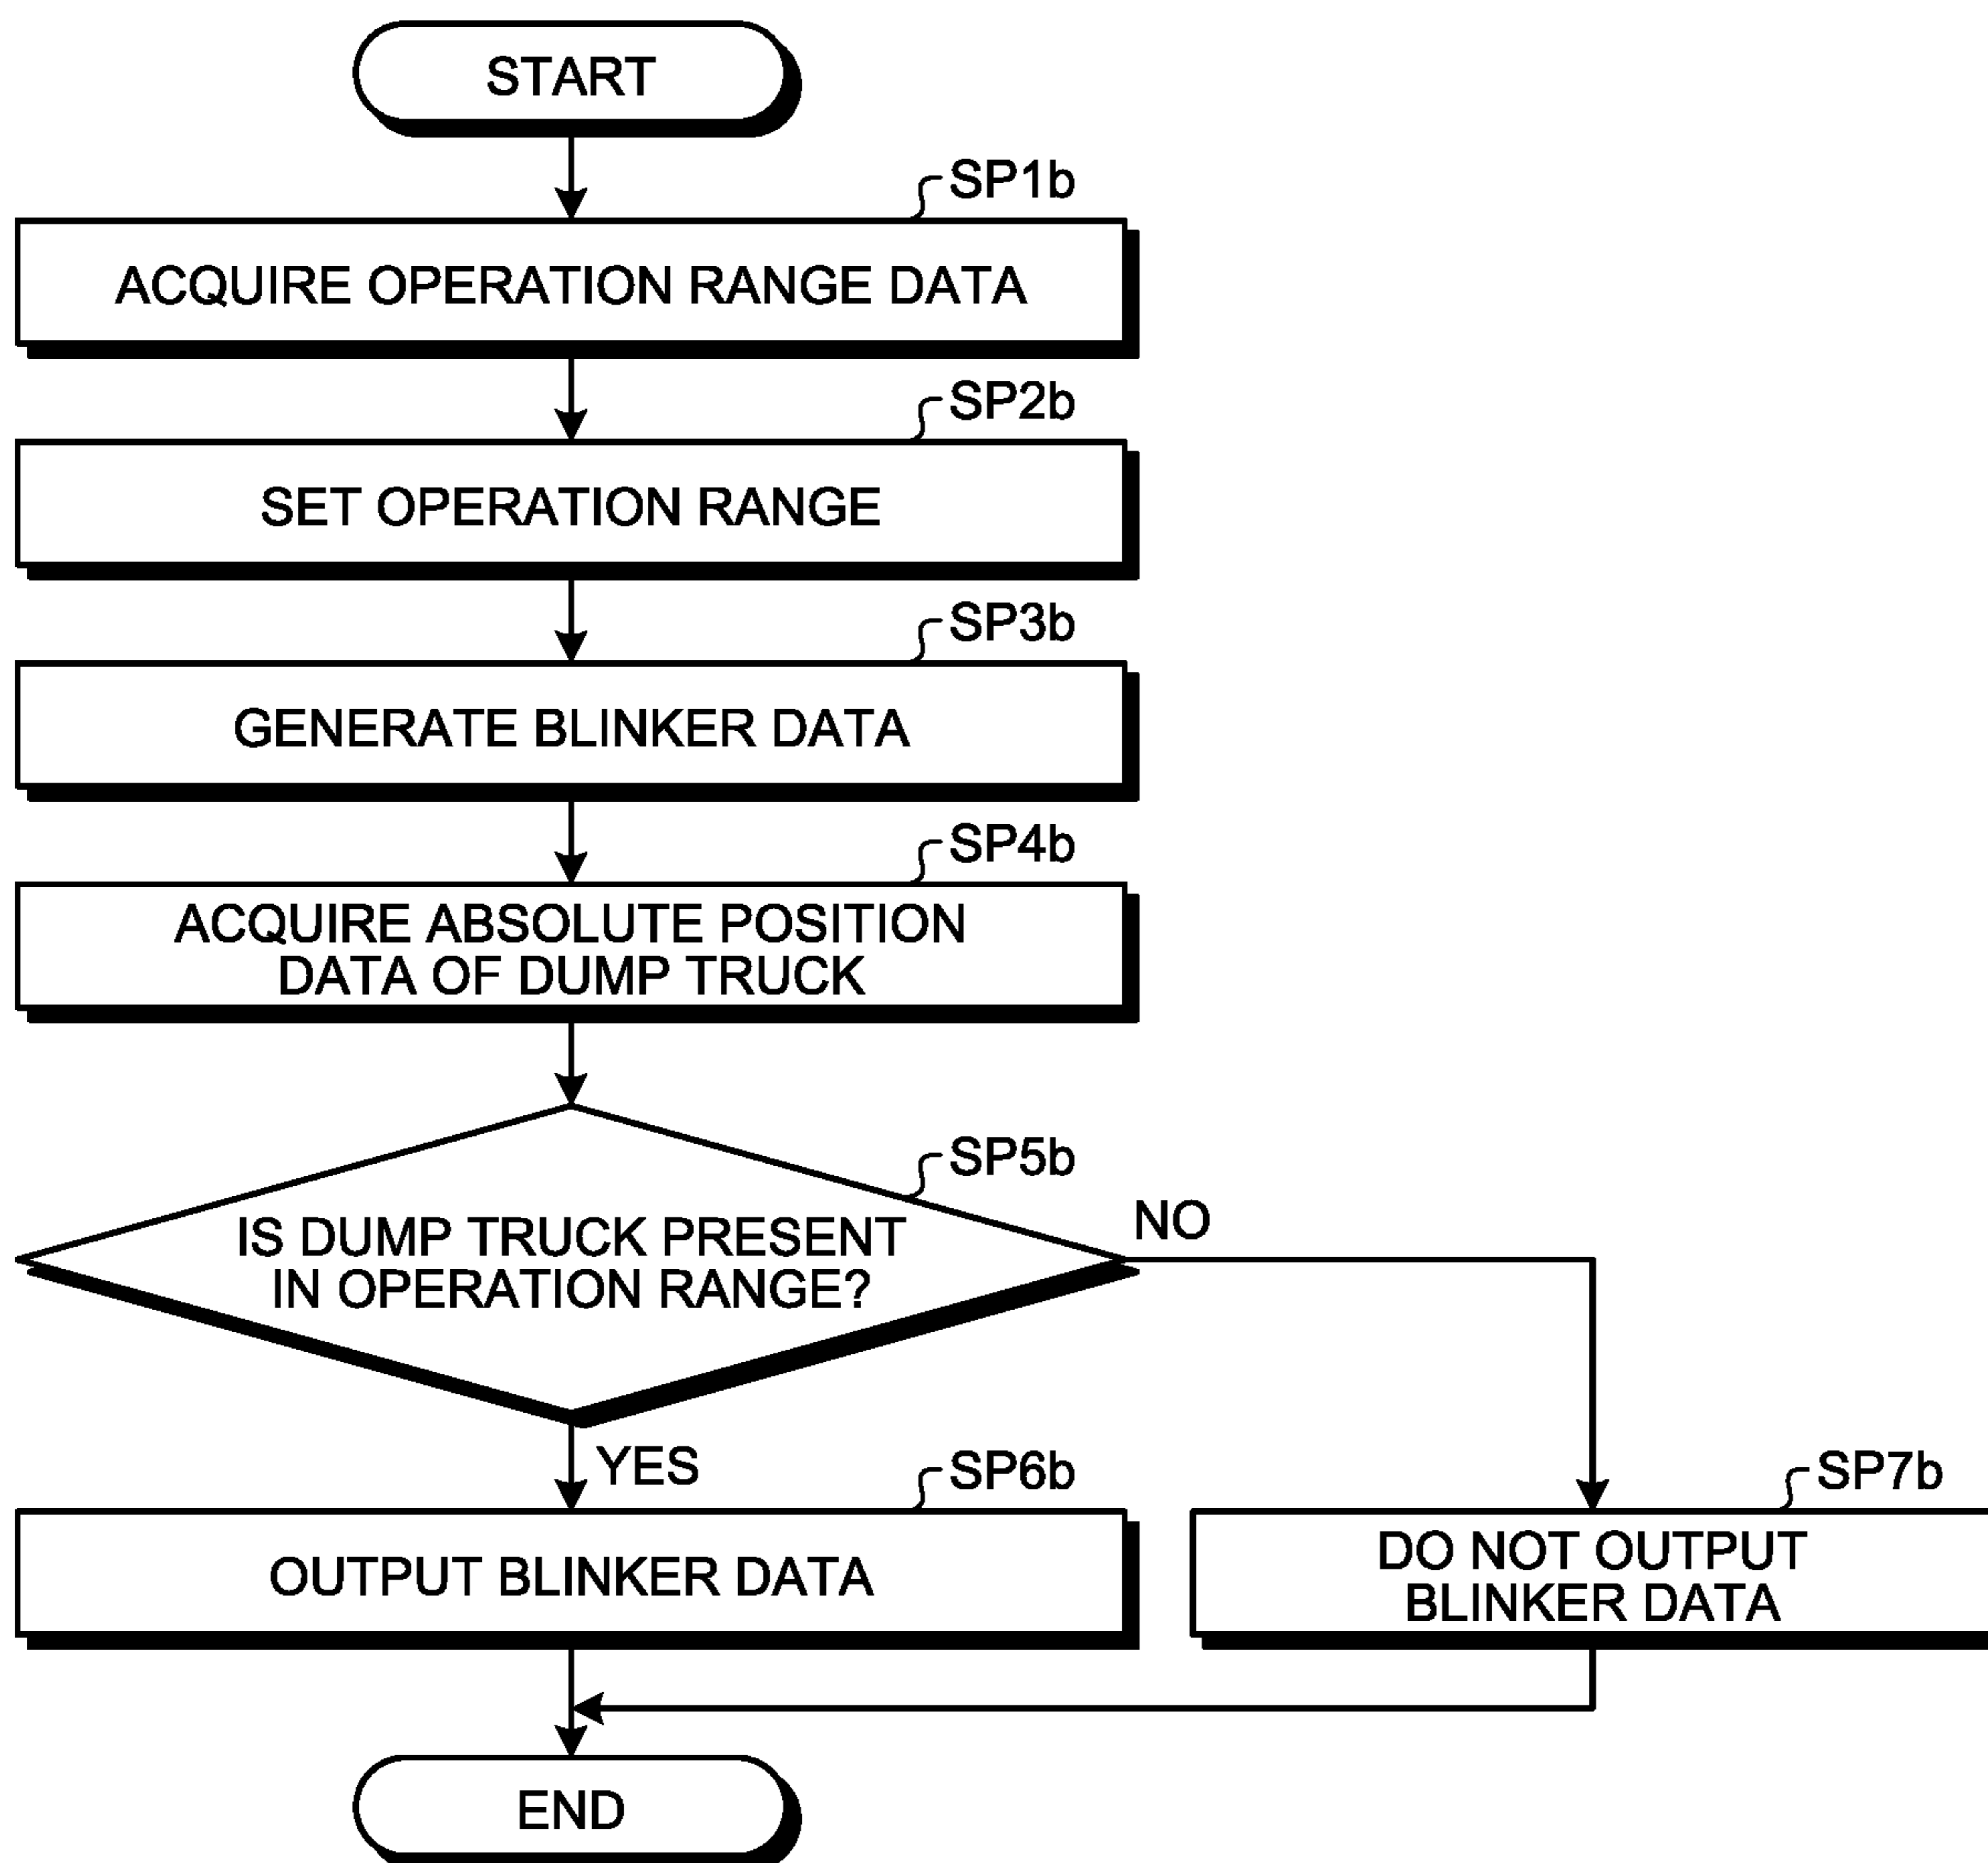 START
SP1b
ACQUIRE OPERATION RANGE DATA
SP2b
SET OPERATION RANGE
SP3b
GENERATE BLINKER DATA
SP4b
ACQUIRE ABSOLUTE POSITION
DATA OF DUMP TRUCK
SP5b
IS DUMP TRUCK PRESENT
IN OPERATION RANGE?
NO
YES
SP6b
OUTPUT BLINKER DATA
SP7b
DO NOT OUTPUT
BLINKER DATA
END